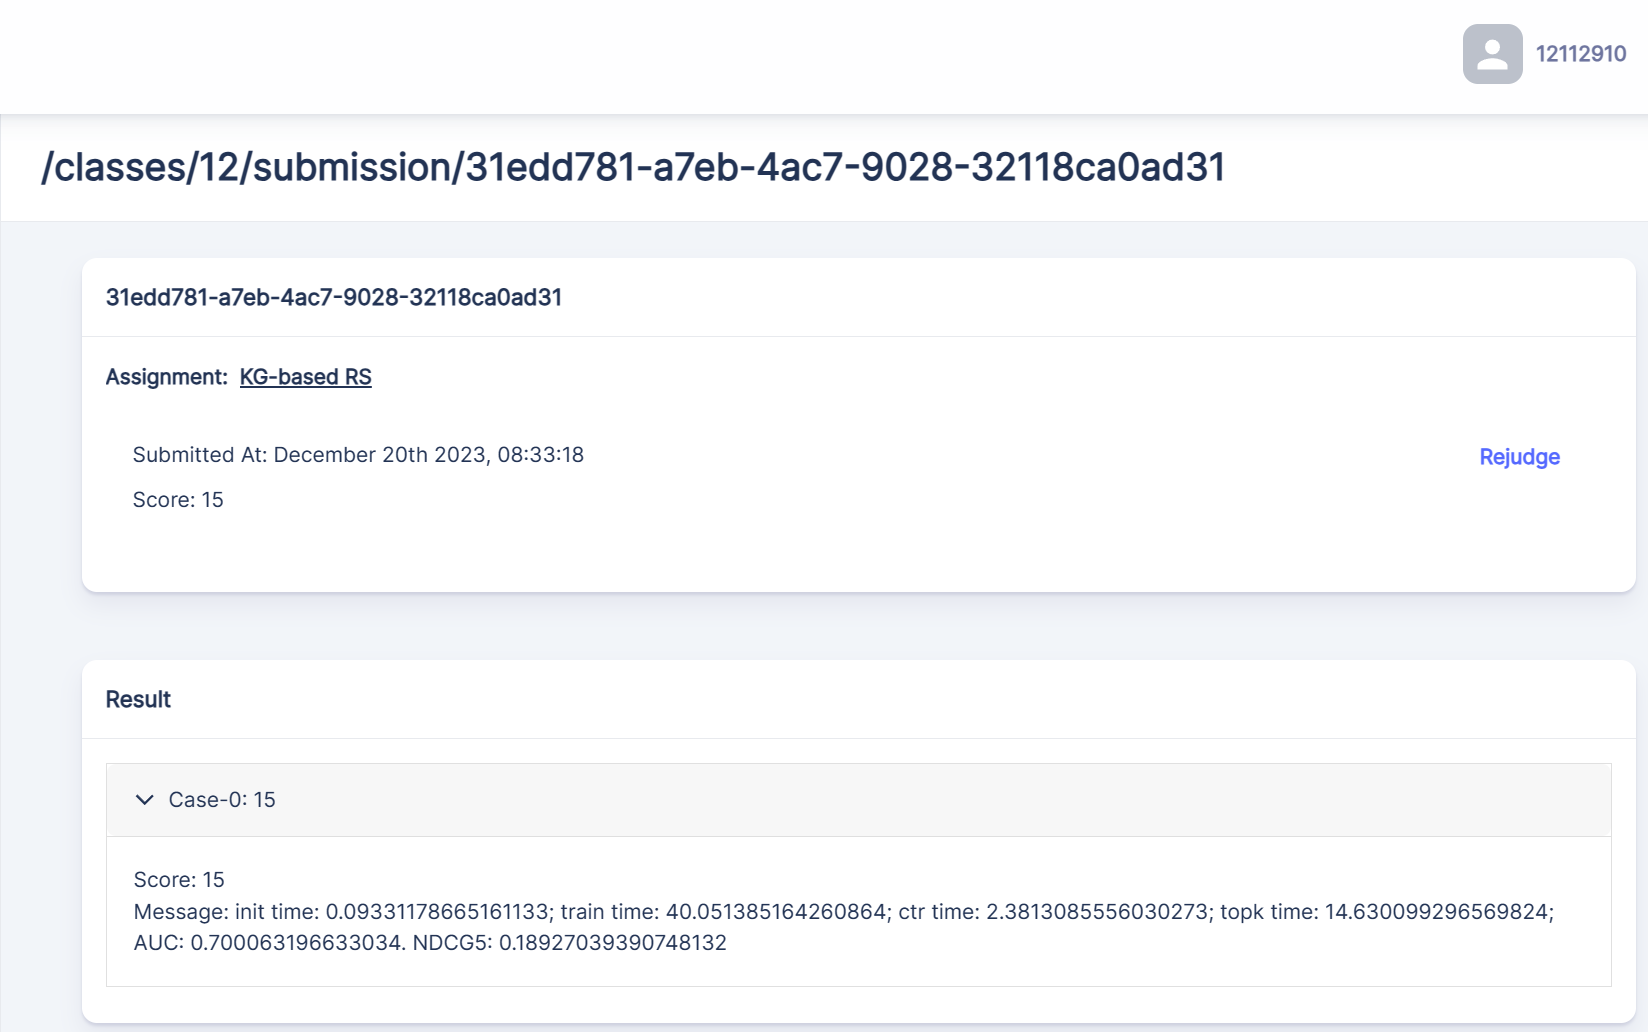 12112910
/classes/12/submission/31edd781-a7eb-4ac7-9028-32118ca0ad31
31edd781-a7eb-4ac7-9028-32118ca0ad31
Assignment: KG-based RS
Submitted At: December 20th 2023, 08:33:18
Rejudge
Score: 15
Result
Case-0: 15
Score: 15
Message: init time: 0.09331178665161133; train time: 40.051385164260864; ctr time: 2.3813085556030273; topk time: 14.630099296569824;
AUC: 0.700063196633034. NDCG5: 0.18927039390748132